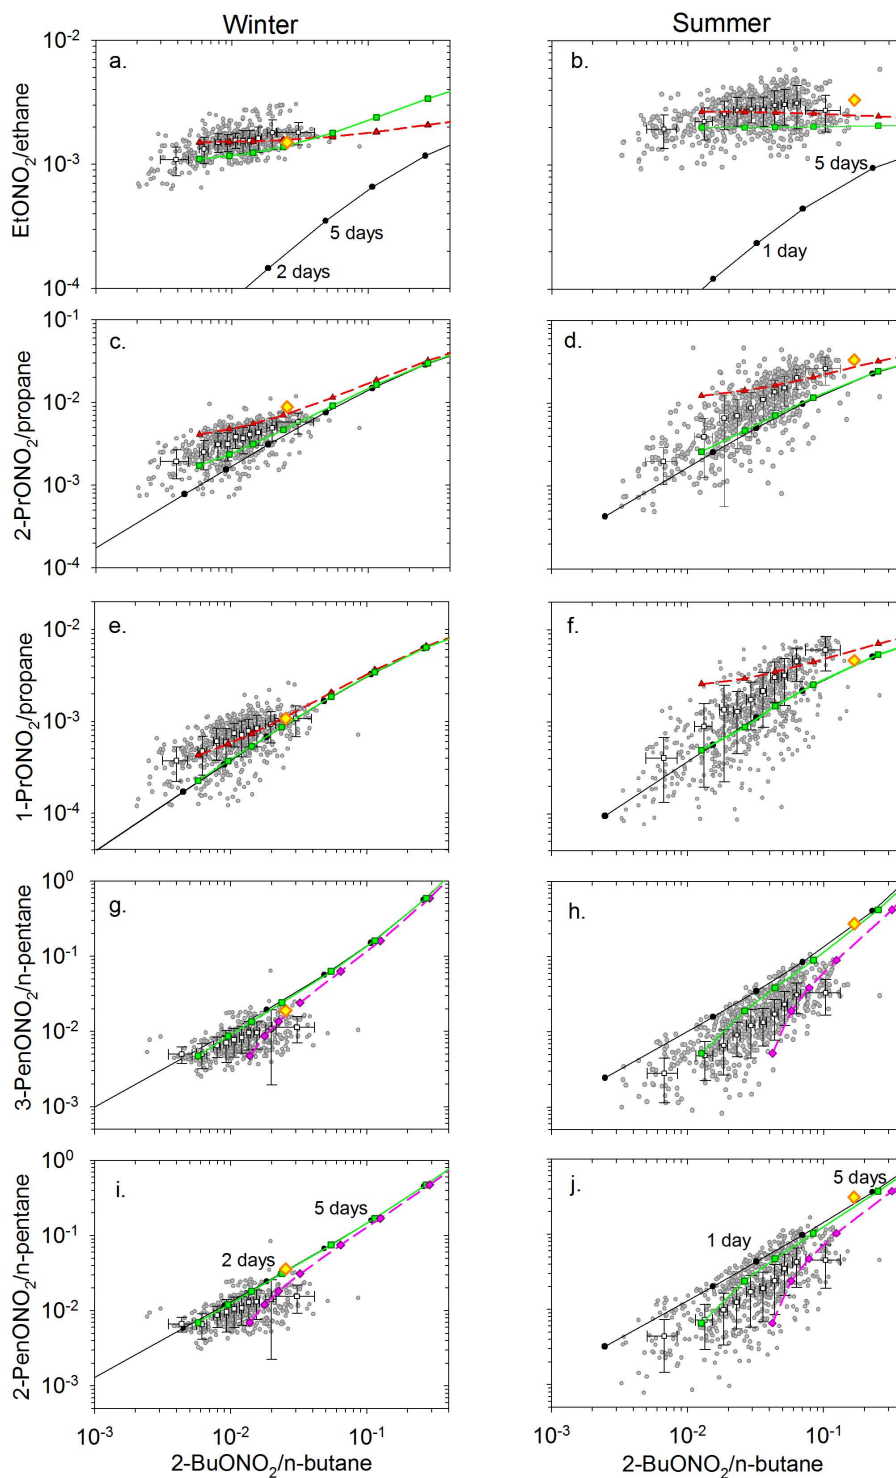 Winter
Summer
10⁻²
a.
b.
EtONO₂/ethane
10⁻³
5 days
2 days
5 days
1 day
10⁻⁴
10⁻¹
c.
d.
2-PrONO₂/propane
10⁻²
10⁻³
10⁻⁴
10⁻²
e.
f.
1-PrONO₂/propane
10⁻³
10⁻⁴
10⁰
g.
h.
3-PenONO₂/n-pentane
10⁻¹
10⁻²
10⁻³
10⁰
i.
j.
2-PenONO₂/n-pentane
5 days
2 days
5 days
1 day
10⁻¹
10⁻²
10⁻³
10⁻³ 10⁻² 10⁻¹ 10⁻³ 10⁻² 10⁻¹
2-BuONO₂/n-butane 2-BuONO₂/n-butane